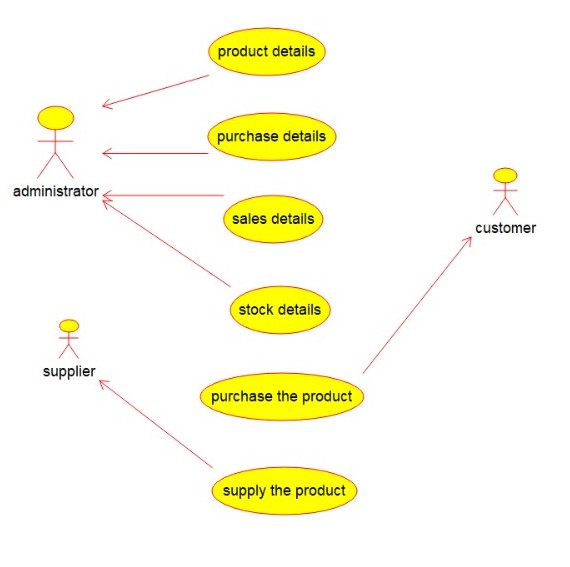 product details
purchase details
administrator
sales details
customer
stock details
supplier
purchase the product
supply the product